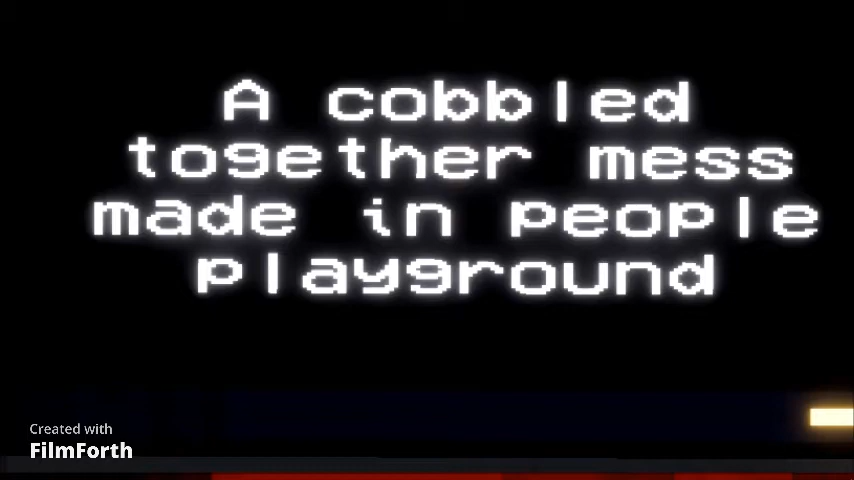 A cobbled
together mess
made in people
playground
Created with
FilmForth